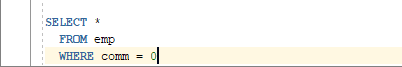 SELECT *
FROM emp
WHERE comm = 0